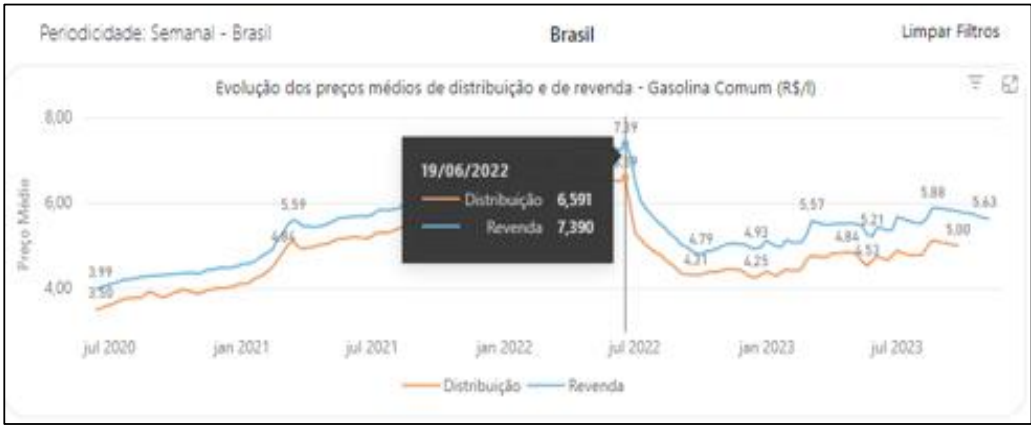 Periodicidade: Semanal - Brasil
Brasil
Limpar Filtros
Evolução dos preços médios de distribuição e de revenda - Gasolina Comum (R$/l)
Preço Médio
8,00
6,00
4,00
3.99
3.50
5.59
4.84
7.39
19/06/2022
Distribuição 6,591
Revenda 7,390
4.79
4.21
4.93
4.25
5.57
4.84
5.21
4.53
5.88
5.63
5.00
jul 2020
jan 2021
jul 2021
jan 2022
jul 2022
jan 2023
jul 2023
Distribuição
Revenda